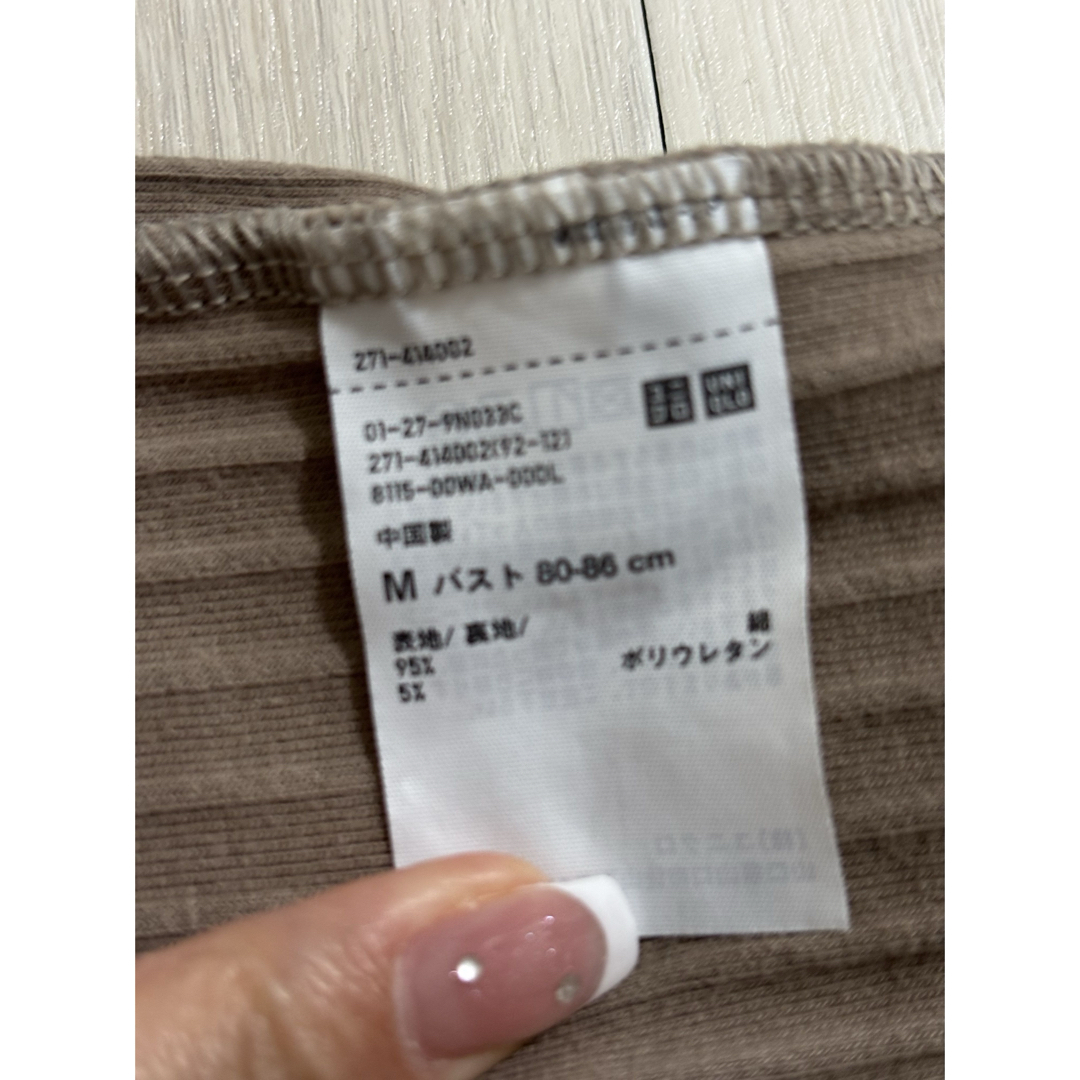 271-414002
01-27-9N033C
ユニ
クロ
UNI
QLO
271-414002(92-12)
8115-00WA-000L
中国製
M バスト 80-86 cm
表地/ 裏地/
95% 綿
5% ポリウレタン